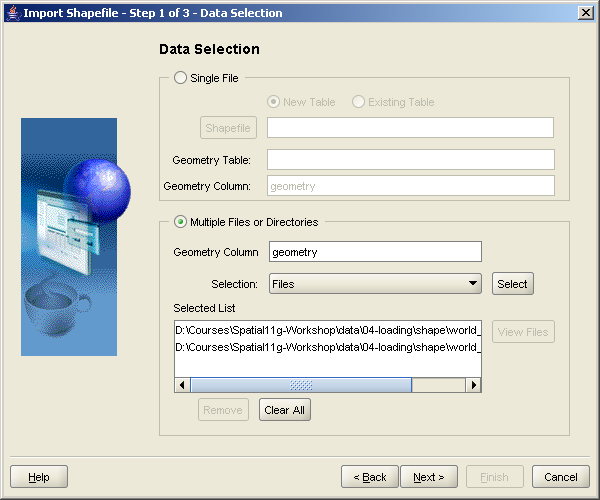 Import Shapefile - Step 1 of 3 - Data Selection
Data Selection
Single File
New Table Existing Table
Shapefile
Geometry Table:
Geometry Column: geometry
Multiple Files or Directories
Geometry Column geometry
Selection: Files Select
Selected List
D:\Courses\Spatial11g-Workshop\data\04-loading\shape\world_
View Files
D:\Courses\Spatial11g-Workshop\data\04-loading\shape\world_
Remove Clear All
Help < Back Next > Finish Cancel